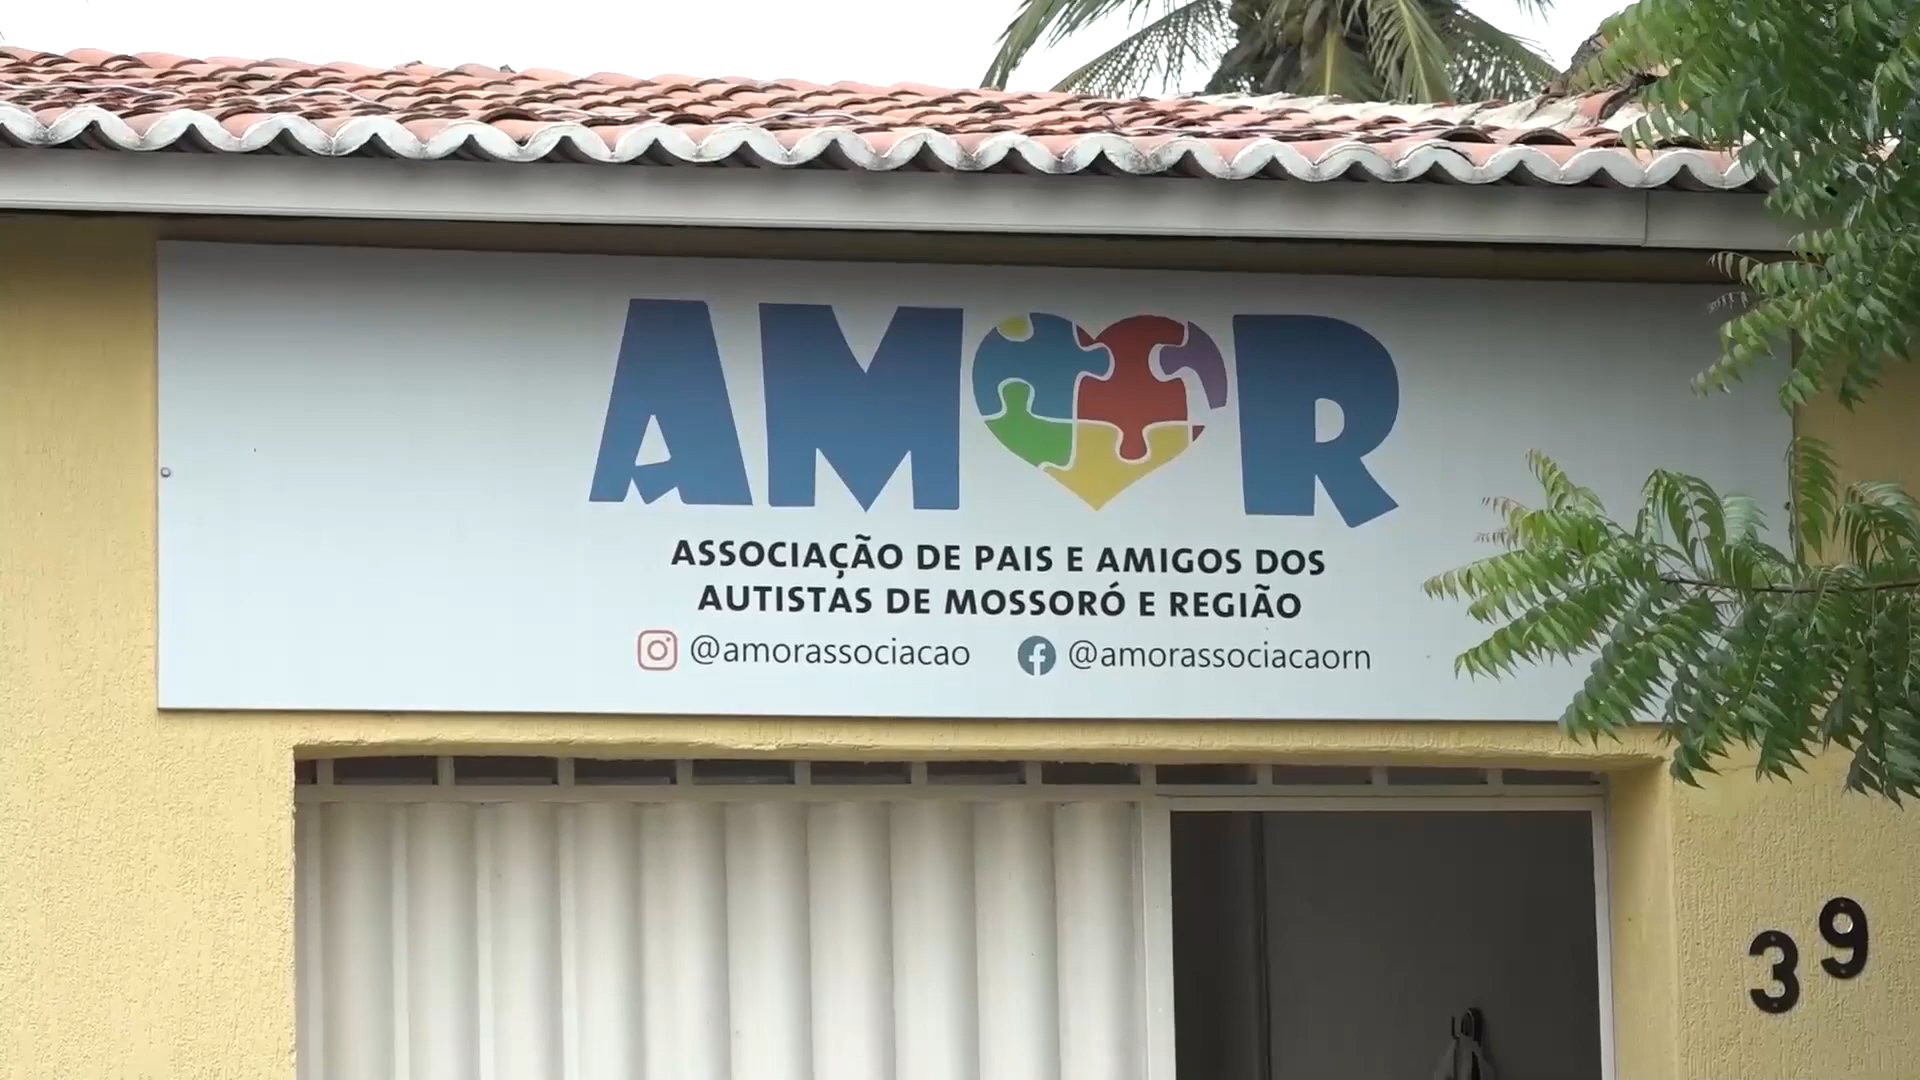 AMOR
ASSOCIAÇÃO DE PAIS E AMIGOS DOS
AUTISTAS DE MOSSORÓ E REGIÃO
@amorassociacao @amorassociacaorn
39